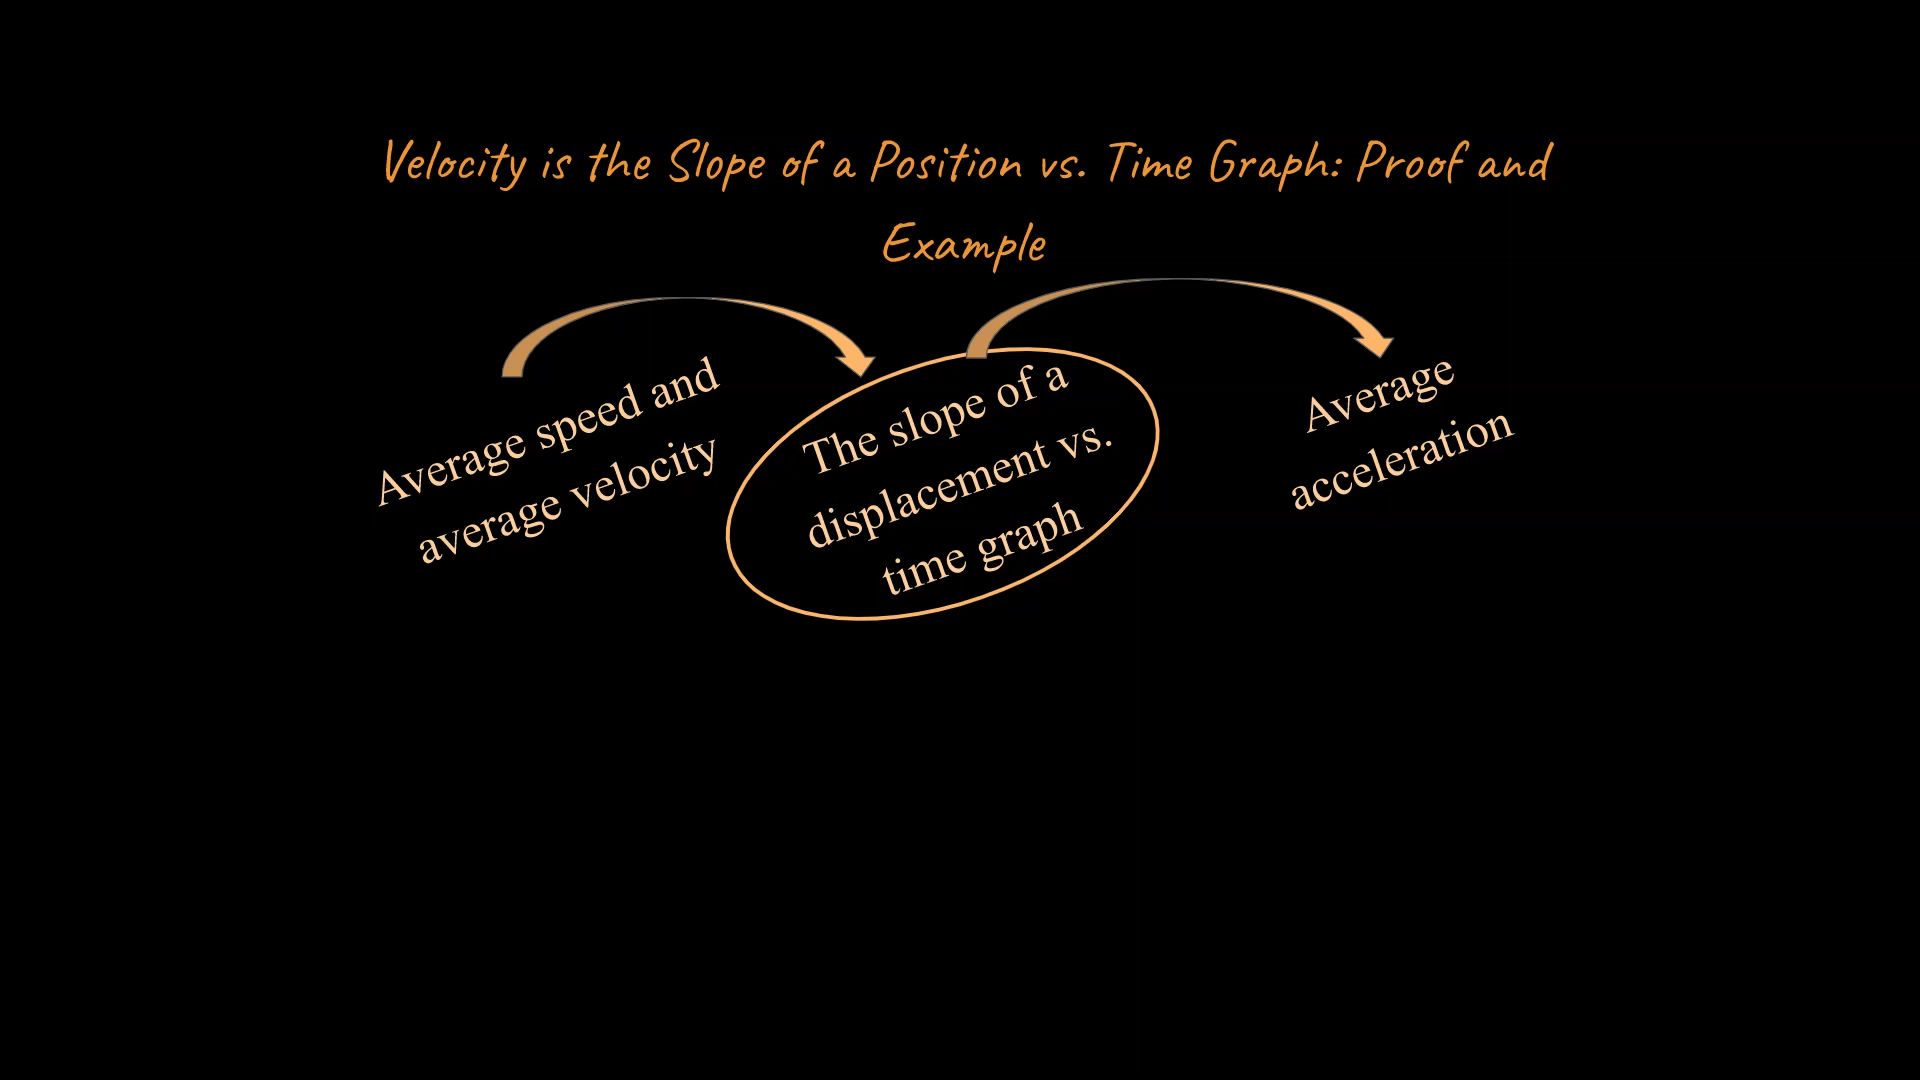 Velocity is the Slope of a Position vs. Time Graph: Proof and
Example
Average speed and
average velocity
The slope of a
displacement vs.
time graph
Average
acceleration